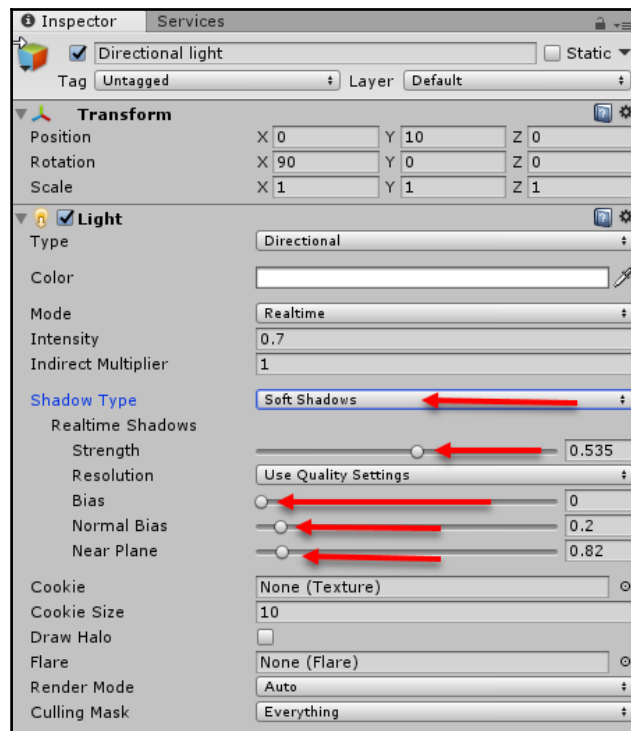 Inspector Services
Directional light Static
Tag Untagged Layer Default
Transform
Position X 0 Y 10 Z 0
Rotation X 90 Y 0 Z 0
Scale X 1 Y 1 Z 1
Light
Type Directional
Color
Mode Realtime
Intensity 0.7
Indirect Multiplier 1
Shadow Type Soft Shadows
Realtime Shadows
Strength 0.535
Resolution Use Quality Settings
Bias 0
Normal Bias 0.2
Near Plane 0.82
Cookie None (Texture)
Cookie Size 10
Draw Halo
Flare None (Flare)
Render Mode Auto
Culling Mask Everything